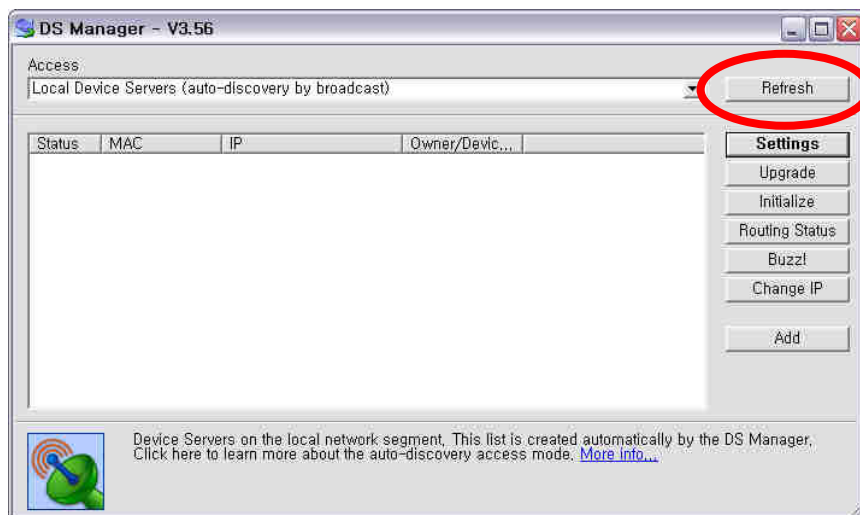 DS Manager - V3.56
Access
Local Device Servers (auto-discovery by broadcast)
Refresh
Status MAC IP Owner/Devic...
Settings
Upgrade
Initialize
Routing Status
Buzz!
Change IP
Add
Device Servers on the local network segment. This list is created automatically by the DS Manager.
Click here to learn more about the auto-discovery access mode. More info...